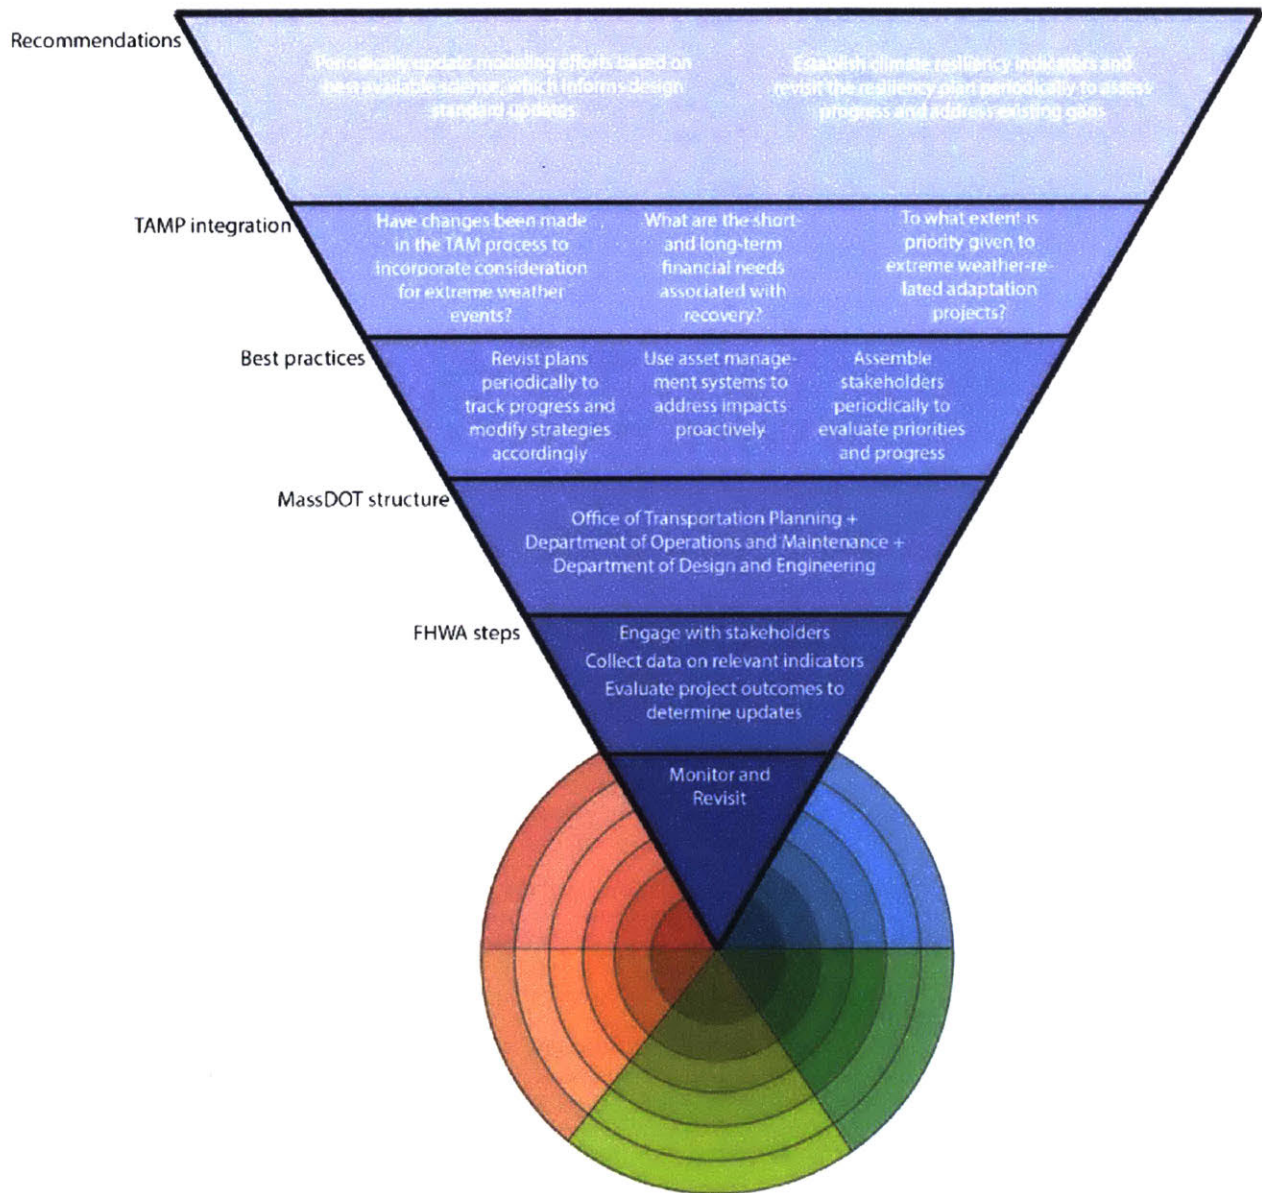 Recommendations
Periodically update modeling efforts based on
best available science, which informs design
standard updates
Establish climate resiliency indicators and
revisit the resiliency plan periodically to assess
progress and address existing gaps
TAMP integration
Have changes been made
in the TAM process to
incorporate consideration
for extreme weather
events?
What are the short-
and long-term
financial needs
associated with
recovery?
To what extent is
priority given to
extreme weather-re-
lated adaptation
projects?
Best practices
Revist plans
periodically to
track progress and
modify strategies
accordingly
Use asset manage-
ment systems to
address impacts
proactively
Assemble
stakeholders
periodically to
evaluate priorities
and progress
MassDOT structure
Office of Transportation Planning +
Department of Operations and Maintenance +
Department of Design and Engineering
FHWA steps
Engage with stakeholders
Collect data on relevant indicators
Evaluate project outcomes to
determine updates
Monitor and
Revisit